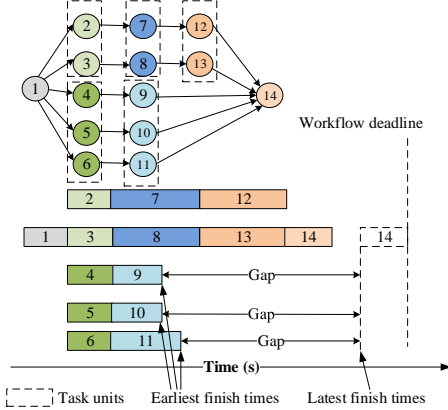 2 7 12
3 8 13
1 4 9 14
5 10
6 11
Workflow deadline
2 7 12
1 3 8 13 14 14
4 9 Gap
5 10 Gap
6 11 Gap
Time (s)
Task units Earliest finish times Latest finish times